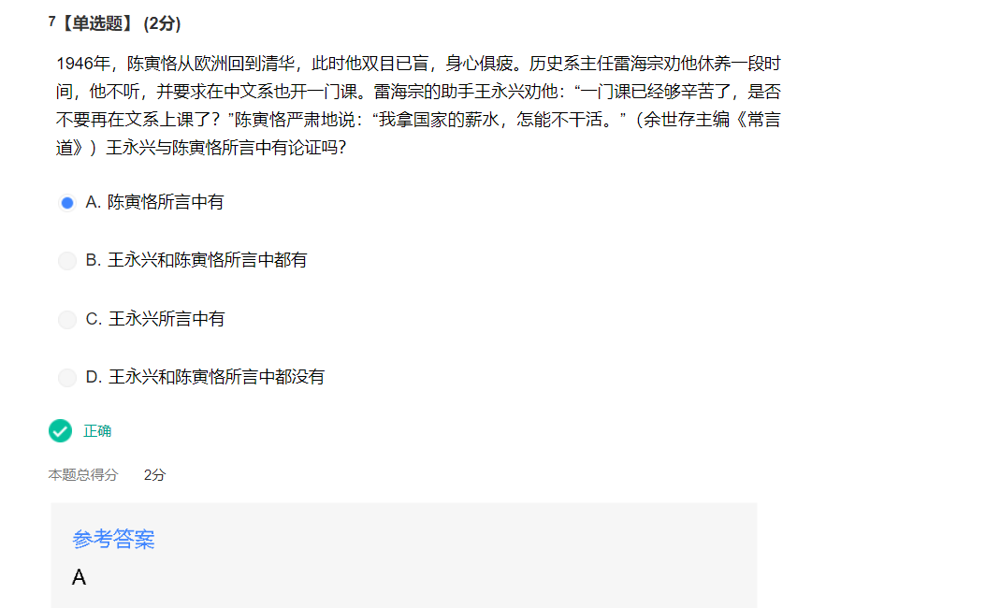 7【单选题】 (2分)
1946年，陈寅恪从欧洲回到清华，此时他双目已盲，身心俱疲。历史系主任雷海宗劝他休养一段时
间，他不听，并要求在中文系也开一门课。雷海宗的助手王永兴劝他：“一门课已经够辛苦了，是否
不要再在文系上课了？”陈寅恪严肃地说：“我拿国家的薪水，怎能不干活。”（余世存主编《常言
道》）王永兴与陈寅恪所言中有论证吗？
A. 陈寅恪所言中有
B. 王永兴和陈寅恪所言中都有
C. 王永兴所言中有
D. 王永兴和陈寅恪所言中都没有
正确
本题总得分 2分
参考答案
A